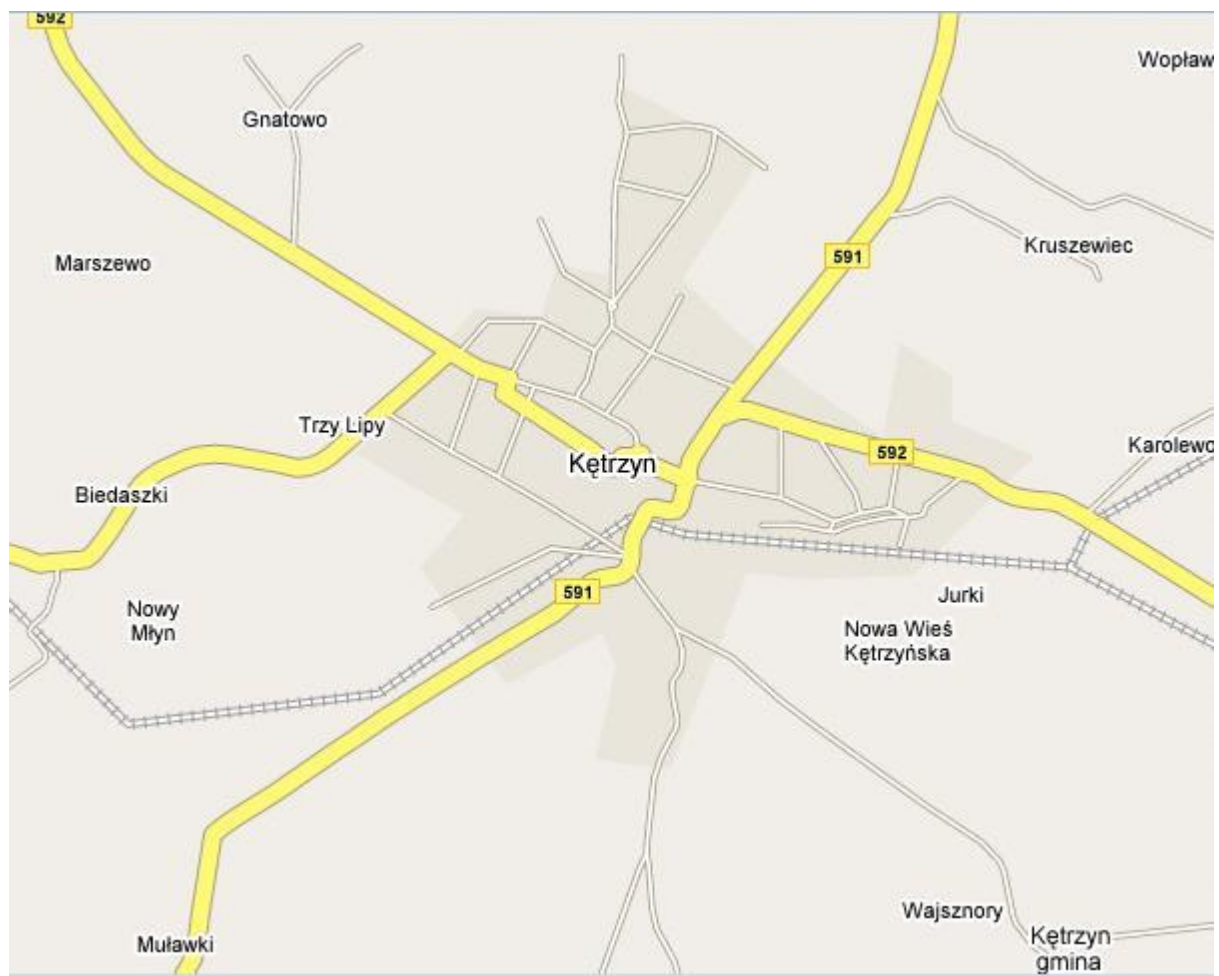 592
Wopław
Gnatowo
Kruszewiec
591
Marszewo
Trzy Lipy
Karolewo
592
Kętrzyn
Biedaszki
591
Jurki
Nowy
Młyn
Nowa Wieś
Kętrzyńska
Wajsznory
Kętrzyn
gmina
Muławki